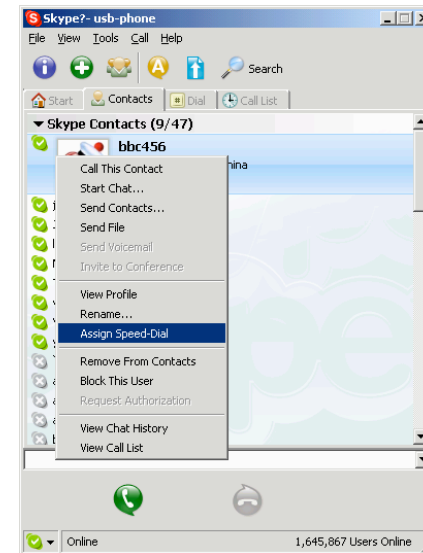 Skype?- usb-phone
File View Tools Call Help
Search
Start Contacts Dial Call List
Skype Contacts (9/47)
bbc456
Call This Contact
Start Chat...
Send Contacts...
Send File
Send Voicemail
Invite to Conference
View Profile
Rename...
Assign Speed-Dial
Remove From Contacts
Block This User
Request Authorization
View Chat History
View Call List
Online 1,645,867 Users Online